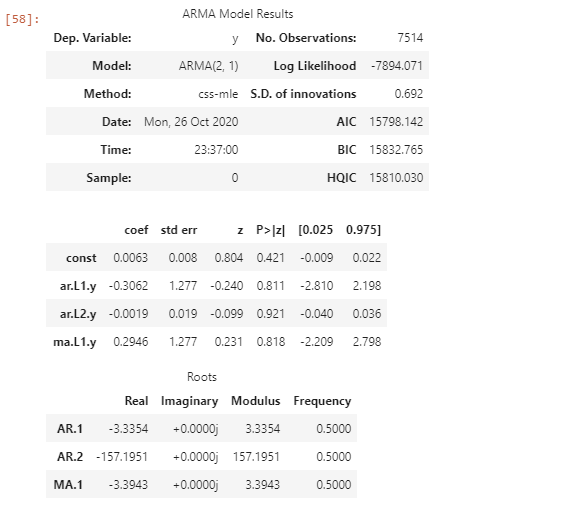 [58]:
ARMA Model Results
Dep. Variable: y No. Observations: 7514
Model: ARMA(2, 1) Log Likelihood -7894.071
Method: css-mle S.D. of innovations 0.692
Date: Mon, 26 Oct 2020 AIC 15798.142
Time: 23:37:00 BIC 15832.765
Sample: 0 HQIC 15810.030
coef std err z P>|z| [0.025 0.975]
const 0.0063 0.008 0.804 0.421 -0.009 0.022
ar.L1.y -0.3062 1.277 -0.240 0.811 -2.810 2.198
ar.L2.y -0.0019 0.019 -0.099 0.921 -0.040 0.036
ma.L1.y 0.2946 1.277 0.231 0.818 -2.209 2.798
Roots
Real Imaginary Modulus Frequency
AR.1 -3.3354 +0.0000j 3.3354 0.5000
AR.2 -157.1951 +0.0000j 157.1951 0.5000
MA.1 -3.3943 +0.0000j 3.3943 0.5000